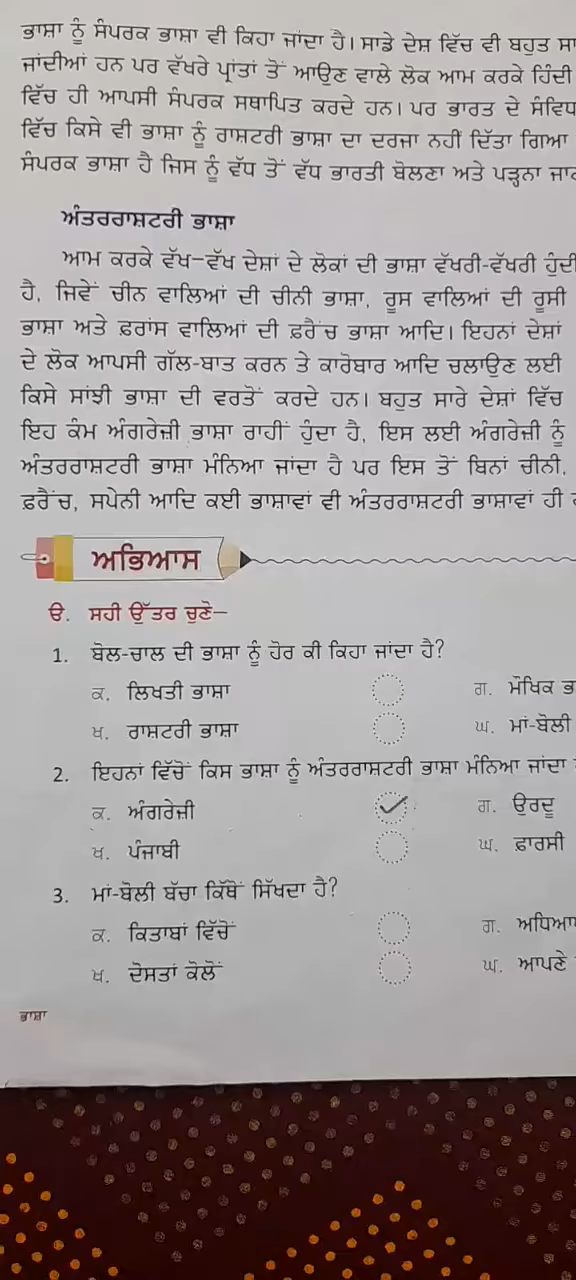 ਭਾਸ਼ਾ ਨੂੰ ਸੰਪਰਕ ਭਾਸ਼ਾ ਵੀ ਕਿਹਾ ਜਾਂਦਾ ਹੈ। ਸਾਡੇ ਦੇਸ਼ ਵਿੱਚ ਵੀ ਬਹੁਤ
ਜਾਂਦੀਆਂ ਹਨ ਪਰ ਵੱਖਰੇ ਪ੍ਰਾਂਤਾਂ ਤੋਂ ਆਉਣ ਵਾਲੇ ਲੋਕ ਆਮ ਕਰਕੇ ਹਿੰਦੀ
ਵਿੱਚ ਹੀ ਆਪਸੀ ਸੰਪਰਕ ਸਥਾਪਿਤ ਕਰਦੇ ਹਨ। ਪਰ ਭਾਰਤ ਦੇ
ਵਿੱਚ ਕਿਸੇ ਵੀ ਭਾਸ਼ਾ ਨੂੰ ਰਾਸ਼ਟਰੀ ਭਾਸ਼ਾ ਦਾ ਦਰਜਾ ਨਹੀਂ ਦਿੱਤਾ ਗਿਆ
ਸੰਪਰਕ ਭਾਸ਼ਾ ਹੈ ਜਿਸ ਨੂੰ ਵੱਧ ਤੋਂ ਵੱਧ ਭਾਰਤੀ ਬੋਲਣਾ ਅਤੇ ਪੜ੍ਹਨਾ
ਅੰਤਰਰਾਸ਼ਟਰੀ ਭਾਸ਼ਾ
ਆਮ ਕਰਕੇ ਵੱਖ-ਵੱਖ ਦੇਸ਼ਾਂ ਦੇ ਲੋਕਾਂ ਦੀ ਭਾਸ਼ਾ ਵੱਖਰੀ-ਵੱਖਰੀ ਹੁੰਦੀ
ਹੈ, ਜਿਵੇਂ ਚੀਨ ਵਾਲਿਆਂ ਦੀ ਚੀਨੀ ਭਾਸ਼ਾ, ਰੂਸ ਵਾਲਿਆਂ ਦੀ ਰੂਸੀ
ਭਾਸ਼ਾ ਅਤੇ ਫ਼ਰਾਂਸ ਵਾਲਿਆਂ ਦੀ ਫ਼ਰੈਂਚ ਭਾਸ਼ਾ ਆਦਿ। ਇਹਨਾਂ ਦੇਸ਼ਾਂ
ਦੇ ਲੋਕ ਆਪਸੀ ਗੱਲ-ਬਾਤ ਕਰਨ ਤੇ ਕਾਰੋਬਾਰ ਆਦਿ ਚਲਾਉਣ ਲਈ
ਕਿਸੇ ਸਾਂਝੀ ਭਾਸ਼ਾ ਦੀ ਵਰਤੋਂ ਕਰਦੇ ਹਨ। ਬਹੁਤ ਸਾਰੇ ਦੇਸ਼ਾਂ ਵਿੱਚ
ਇਹ ਕੰਮ ਅੰਗਰੇਜ਼ੀ ਭਾਸ਼ਾ ਰਾਹੀਂ ਹੁੰਦਾ ਹੈ, ਇਸ ਲਈ ਅੰਗਰੇਜ਼ੀ ਨੂੰ
ਅੰਤਰਰਾਸ਼ਟਰੀ ਭਾਸ਼ਾ ਮੰਨਿਆ ਜਾਂਦਾ ਹੈ ਪਰ ਇਸ ਤੋਂ ਬਿਨਾਂ ਚੀਨੀ,
ਫ਼ਰੈਂਚ, ਸਪੇਨੀ ਆਦਿ ਕਈ ਭਾਸ਼ਾਵਾਂ ਵੀ ਅੰਤਰਰਾਸ਼ਟਰੀ ਭਾਸ਼ਾਵਾਂ ਹੀ
ਅਭਿਆਸ
ੳ. ਸਹੀ ਉੱਤਰ ਚੁਣੋ–
1. ਬੋਲ-ਚਾਲ ਦੀ ਭਾਸ਼ਾ ਨੂੰ ਹੋਰ ਕੀ ਕਿਹਾ ਜਾਂਦਾ ਹੈ?
ਕ. ਲਿਖਤੀ ਭਾਸ਼ਾ ਗ. ਮੌਖਿਕ
ਖ. ਰਾਸ਼ਟਰੀ ਭਾਸ਼ਾ ਘ. ਮਾਂ-ਬੋਲੀ
2. ਇਹਨਾਂ ਵਿੱਚੋਂ ਕਿਸ ਭਾਸ਼ਾ ਨੂੰ ਅੰਤਰਰਾਸ਼ਟਰੀ ਭਾਸ਼ਾ ਮੰਨਿਆ ਜਾਂਦਾ
ਕ. ਅੰਗਰੇਜ਼ੀ ਗ. ਉਰਦੂ
ਖ. ਪੰਜਾਬੀ ਘ. ਫ਼ਾਰਸੀ
3. ਮਾਂ-ਬੋਲੀ ਬੱਚਾ ਕਿੱਥੋਂ ਸਿੱਖਦਾ ਹੈ?
ਕ. ਕਿਤਾਬਾਂ ਵਿੱਚੋਂ ਗ.
ਖ. ਦੋਸਤਾਂ ਕੋਲੋਂ ਘ. ਆਪਣੇ
ਭਾਸ਼ਾ